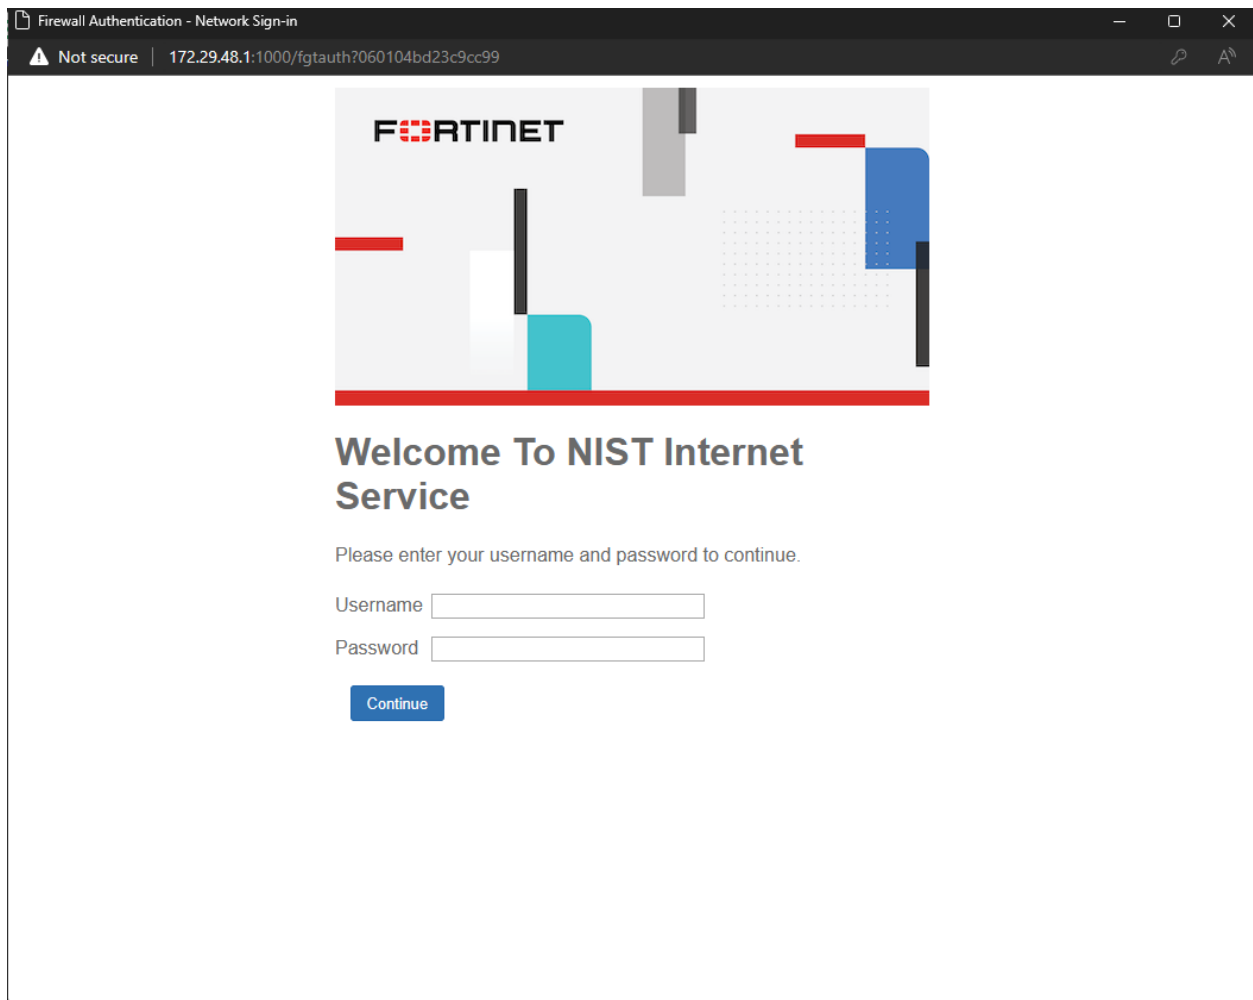 Firewall Authentication - Network Sign-in
Not secure 172.29.48.1:1000/fgtauth?060104bd23c9cc99
FORTINET
Welcome To NIST Internet
Service
Please enter your username and password to continue.
Username
Password
Continue